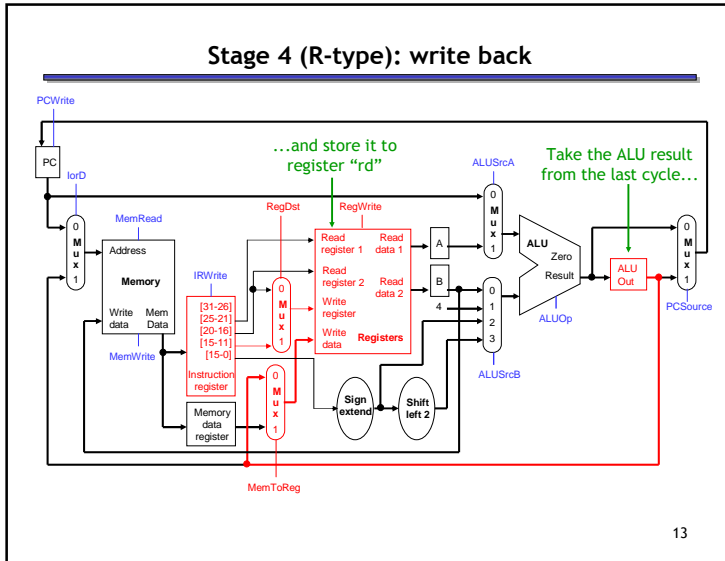 Stage 4 (R-type): write back
PCWrite
...and store it to
register "rd"
Take the ALU result
from the last cycle...
PC
IorD
ALUSrcA
RegDst
RegWrite
MemRead
0
M
u
x
1
Address
Memory
Write
data
Mem
Data
MemWrite
IRWrite
[31-26]
[25-21]
[20-16]
[15-11]
[15-0]
Instruction
register
Memory
data
register
0
M
u
x
1
0
M
u
x
1
MemToReg
Read
register 1
Read
data 1
Read
register 2
Read
data 2
Write
register
Write
data
Registers
A
B
4
Sign
extend
Shift
left 2
0
M
u
x
1
0
1
2
3
ALUSrcB
ALU
Zero
Result
ALUOp
ALU
Out
0
M
u
x
1
PCSource
13